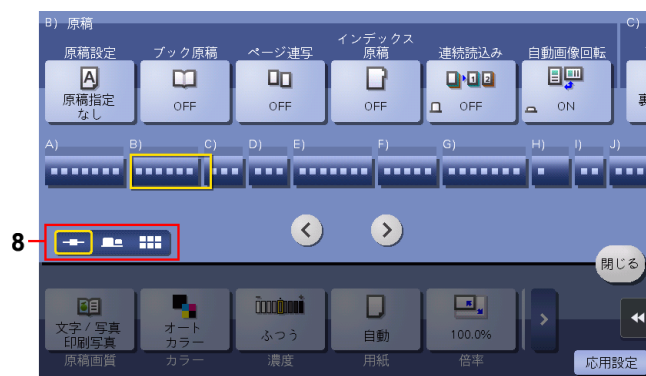 B) 原稿
C)
原稿設定
ブック原稿
ページ連写
インデックス
原稿
連続読込み
自動画像回転
原稿指定
なし
OFF
OFF
OFF
OFF
ON
A)
B)
C)
D)
E)
F)
G)
H)
I)
J)
8
閉じる
文字 / 写真
印刷写真
オート
カラー
ふつう
自動
100.0%
原稿画質
カラー
濃度
用紙
倍率
応用設定